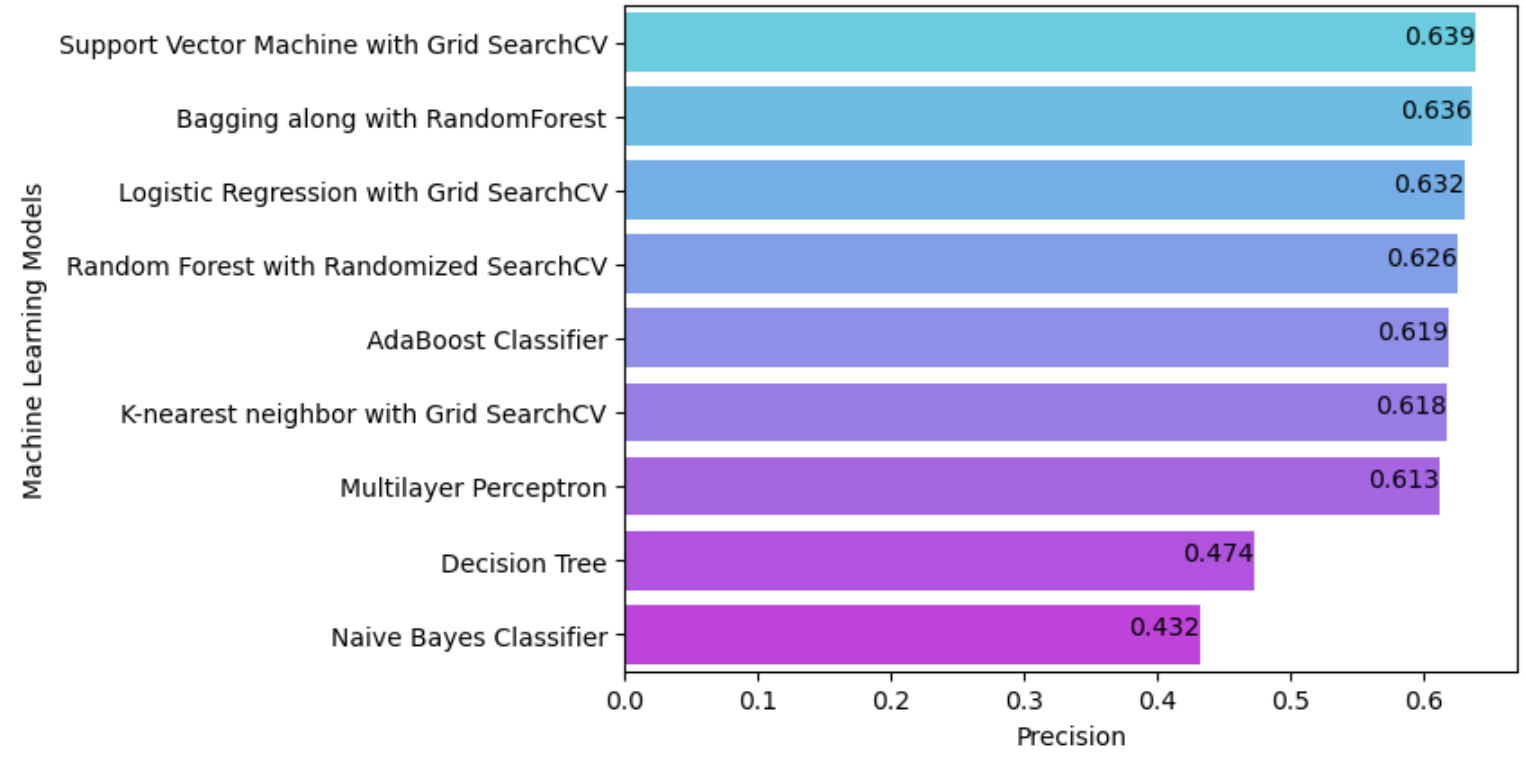 Machine Learning Models
Support Vector Machine with Grid SearchCV
0.639
Bagging along with RandomForest
0.636
Logistic Regression with Grid SearchCV
0.632
Random Forest with Randomized SearchCV
0.626
AdaBoost Classifier
0.619
K-nearest neighbor with Grid SearchCV
0.618
Multilayer Perceptron
0.613
Decision Tree
0.474
Naive Bayes Classifier
0.432
0.0 0.1 0.2 0.3 0.4 0.5 0.6
Precision